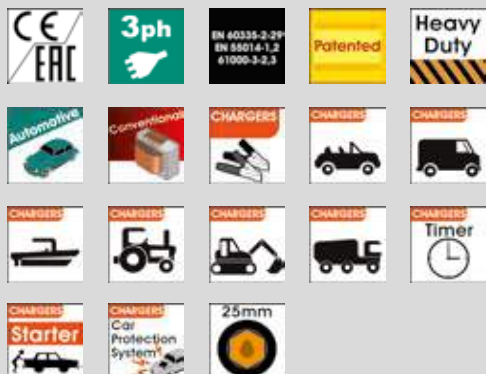 CE
EAC
3ph
EN 60335-2-29
EN 55014-1,2
61000-3-2,3
Patented
Heavy
Duty
Automotive
Conventional
CHARGERS
CHARGERS
CHARGERS
CHARGERS
CHARGERS
CHARGERS
CHARGERS
CHARGERS
Timer
CHARGERS
Starter
CHARGERS
Car
Protection
System
25mm